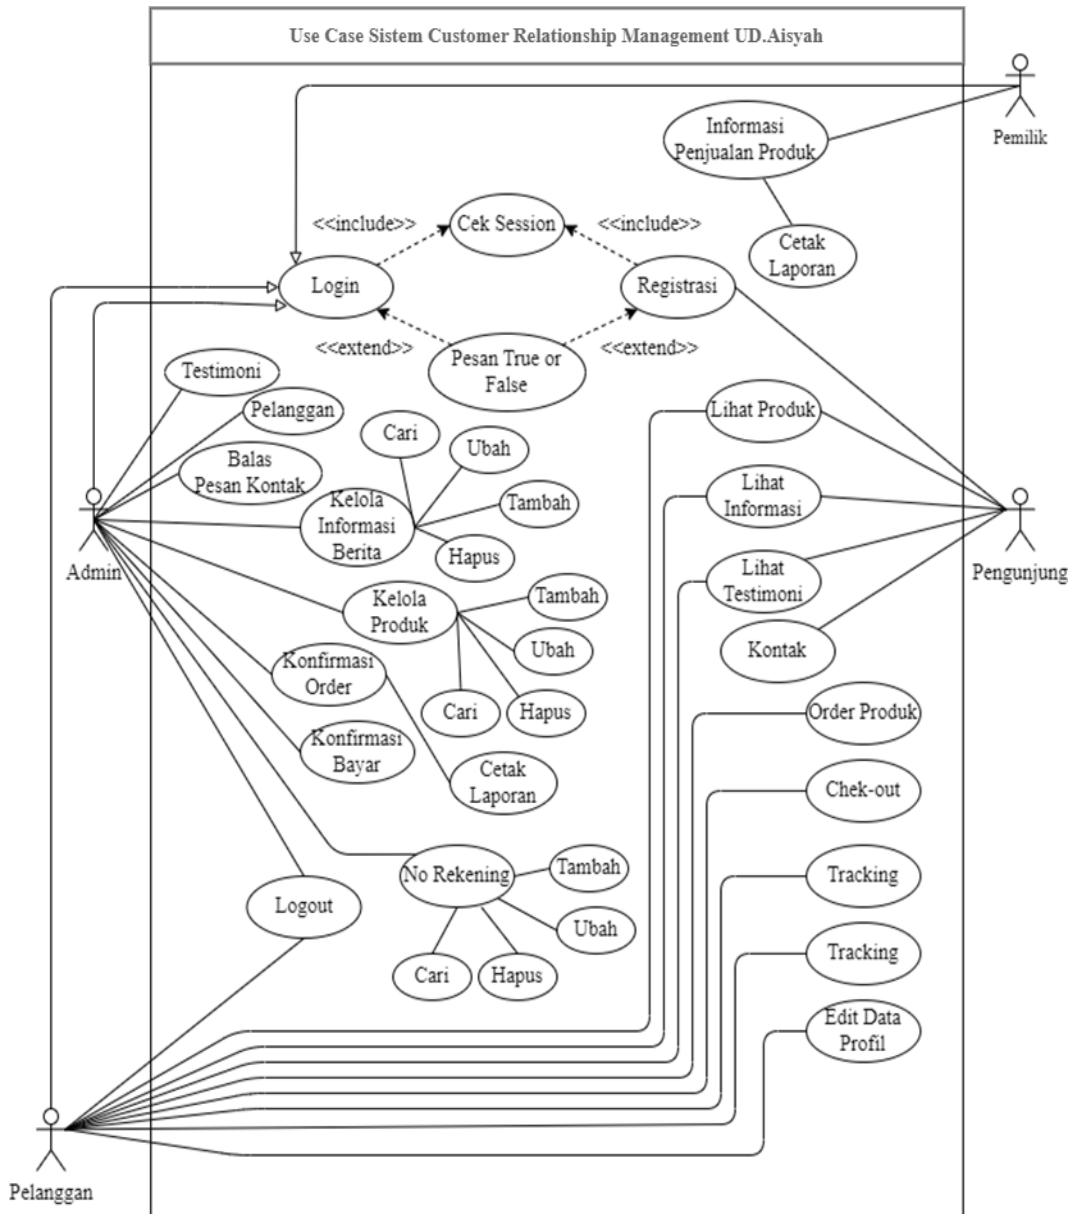 Use Case Sistem Customer Relationship Management UD.Aisyah
Pemilik
Informasi
Penjualan Produk
Cetak
Laporan
<<include>>
Cek Session
<<include>>
Login
Registrasi
<<extend>>
Pesan True or
False
<<extend>>
Testimoni
Pelanggan
Balas
Pesan Kontak
Cari
Ubah
Kelola
Informasi
Berita
Tambah
Hapus
Admin
Kelola
Produk
Tambah
Ubah
Cari
Hapus
Konfirmasi
Order
Konfirmasi
Bayar
Cetak
Laporan
No Rekening
Tambah
Ubah
Cari
Hapus
Logout
Lihat Produk
Lihat
Informasi
Lihat
Testimoni
Kontak
Pengunjung
Order Produk
Chek-out
Tracking
Tracking
Edit Data
Profil
Pelanggan